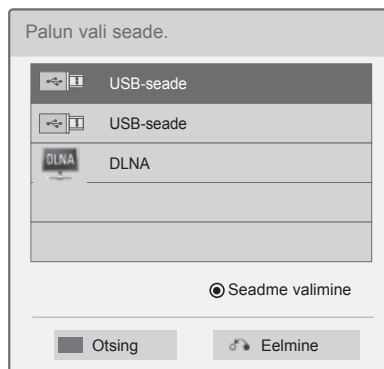 Palun vali seade.
USB-seade
USB-seade
DLNA DLNA
Seadme valimine
Otsing Eelmine